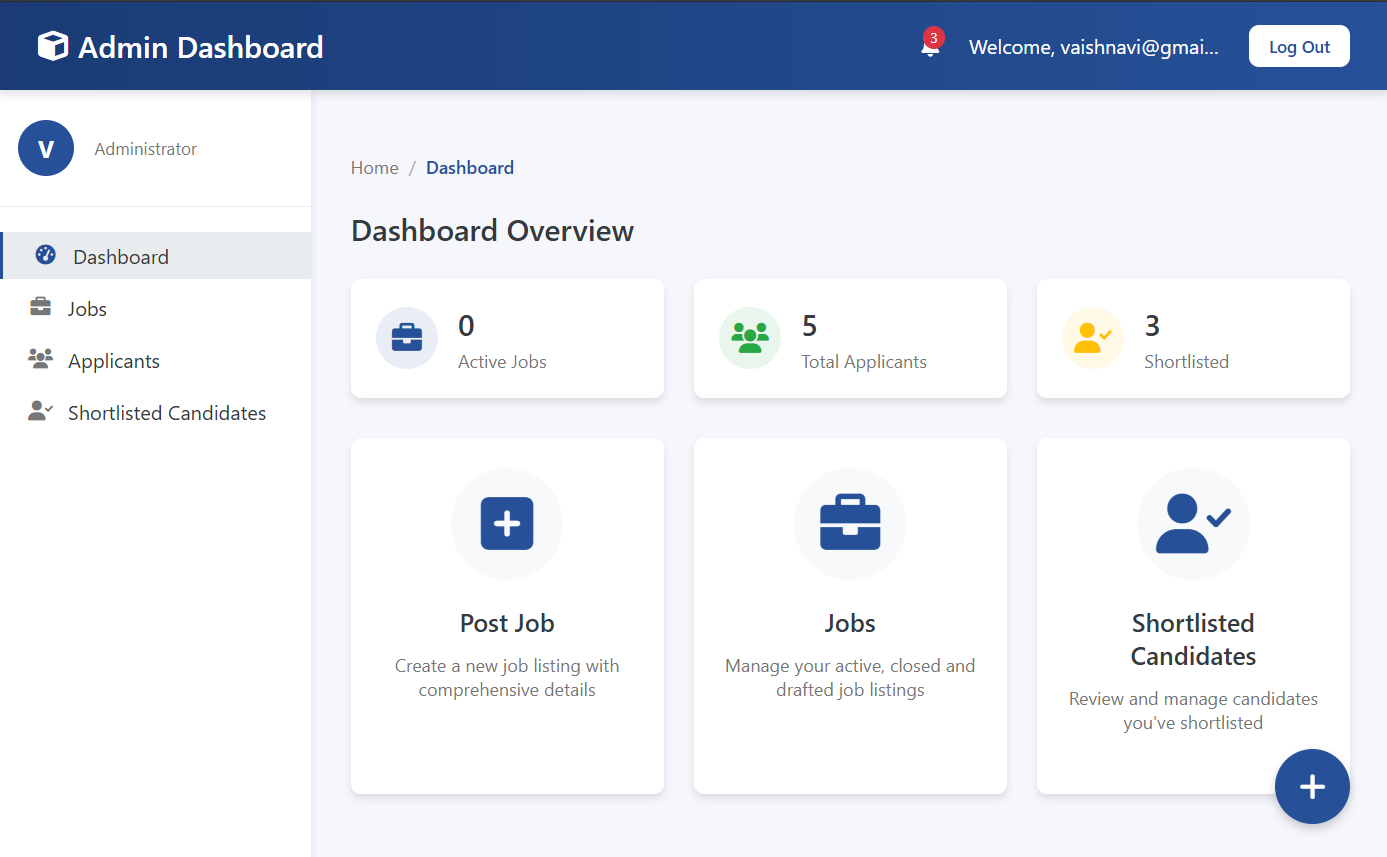 Admin Dashboard
3
Welcome, vaishnavi@gmai...
Log Out
V
Administrator
Dashboard
Jobs
Applicants
Shortlisted Candidates
Home / Dashboard
Dashboard Overview
0
Active Jobs
5
Total Applicants
3
Shortlisted
Post Job
Create a new job listing with
comprehensive details
Jobs
Manage your active, closed and
drafted job listings
Shortlisted
Candidates
Review and manage candidates
you've shortlisted